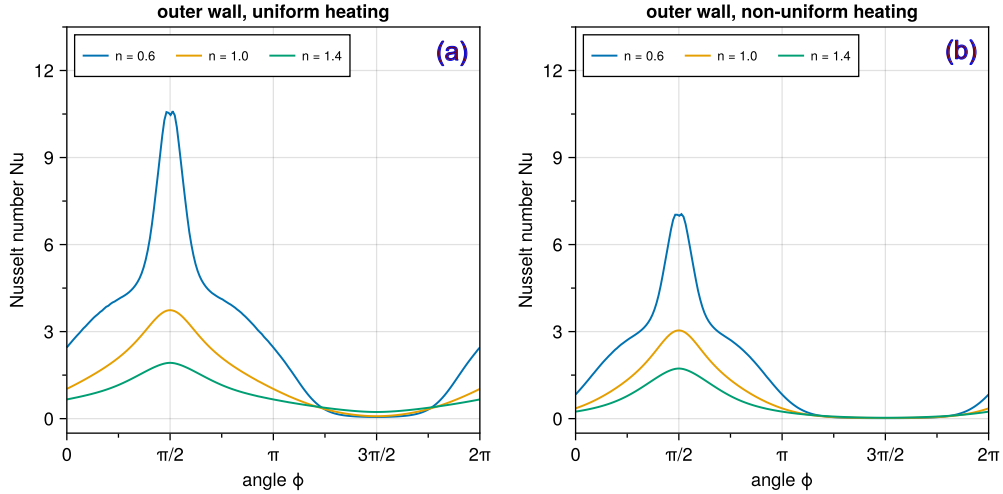 outer wall, uniform heating
n = 0.6 n = 1.0 n = 1.4
(a)
12
9
6
3
0
Nusselt number Nu
0 π/2 π 3π/2 2π
angle ϕ
outer wall, non-uniform heating
n = 0.6 n = 1.0 n = 1.4
(b)
12
9
6
3
0
Nusselt number Nu
0 π/2 π 3π/2 2π
angle ϕ